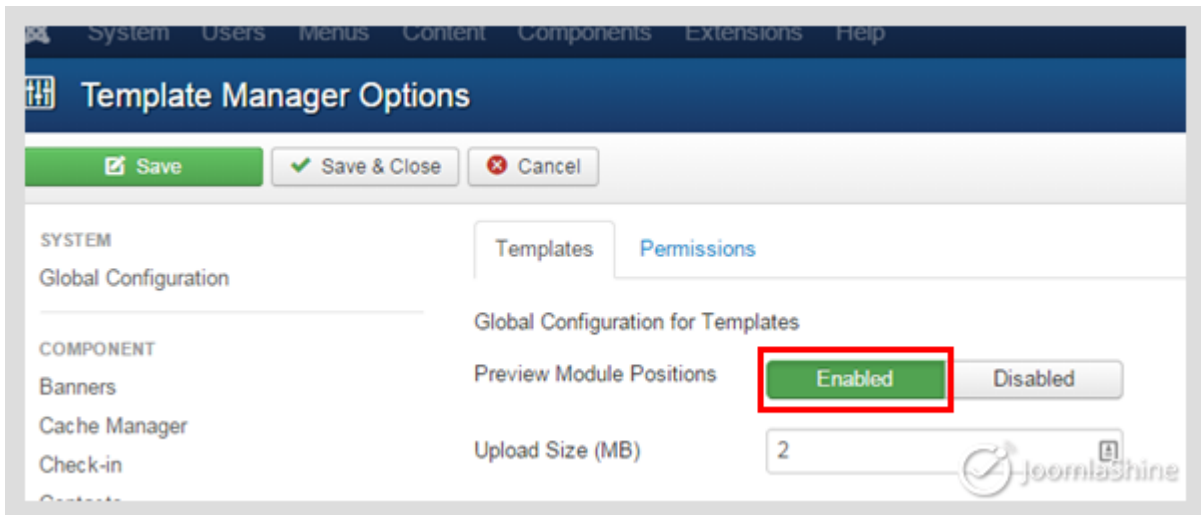 System Users Menus Content Components Extensions Help
Template Manager Options
Save Save & Close Cancel
SYSTEM
Global Configuration
COMPONENT
Banners
Cache Manager
Check-in
Contacts
Templates Permissions
Global Configuration for Templates
Preview Module Positions Enabled Disabled
Upload Size (MB) 2
JoomlaShine